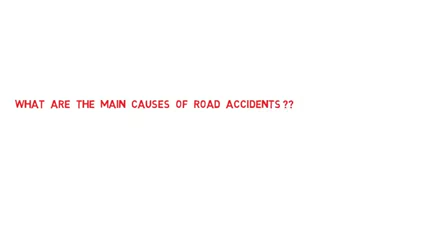 WHAT ARE THE MAIN CAUSES OF ROAD ACCIDENTS ??